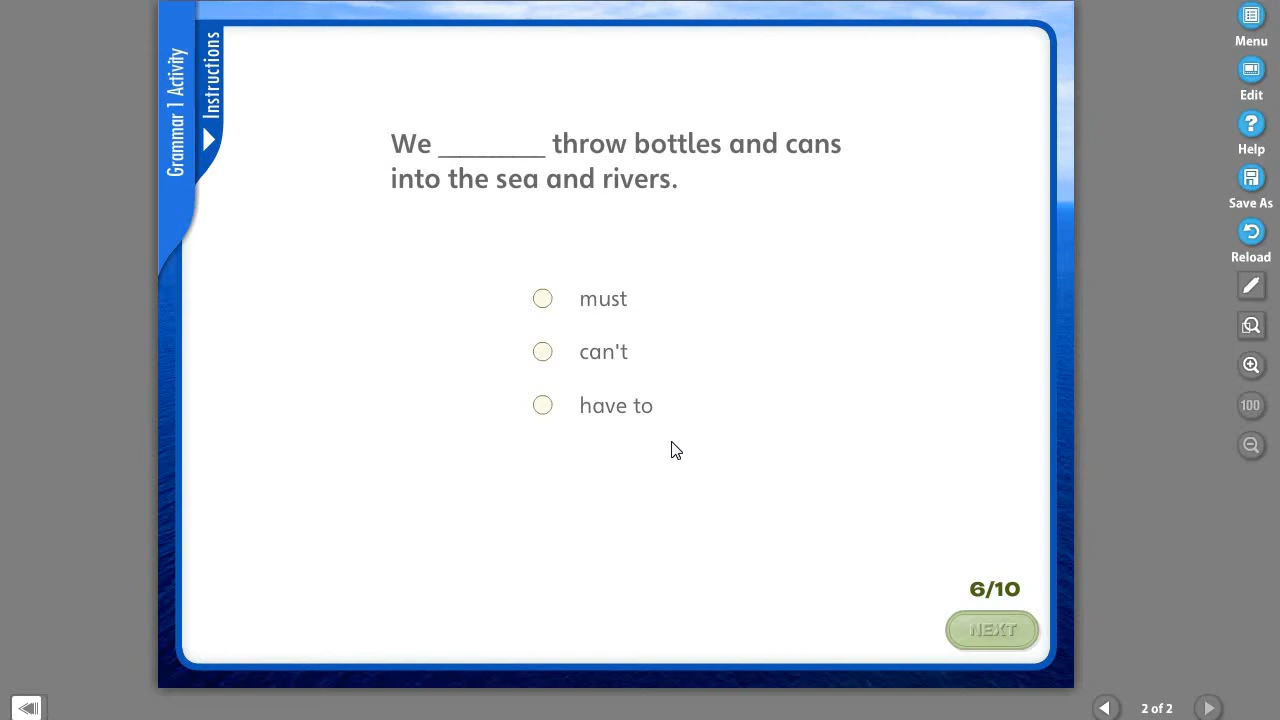 Grammar 1 Activity
Instructions
We ________ throw bottles and cans
into the sea and rivers.
must
can't
have to
6/10
NEXT
Menu
Edit
?
Help
Save As
Reload
100
2 of 2